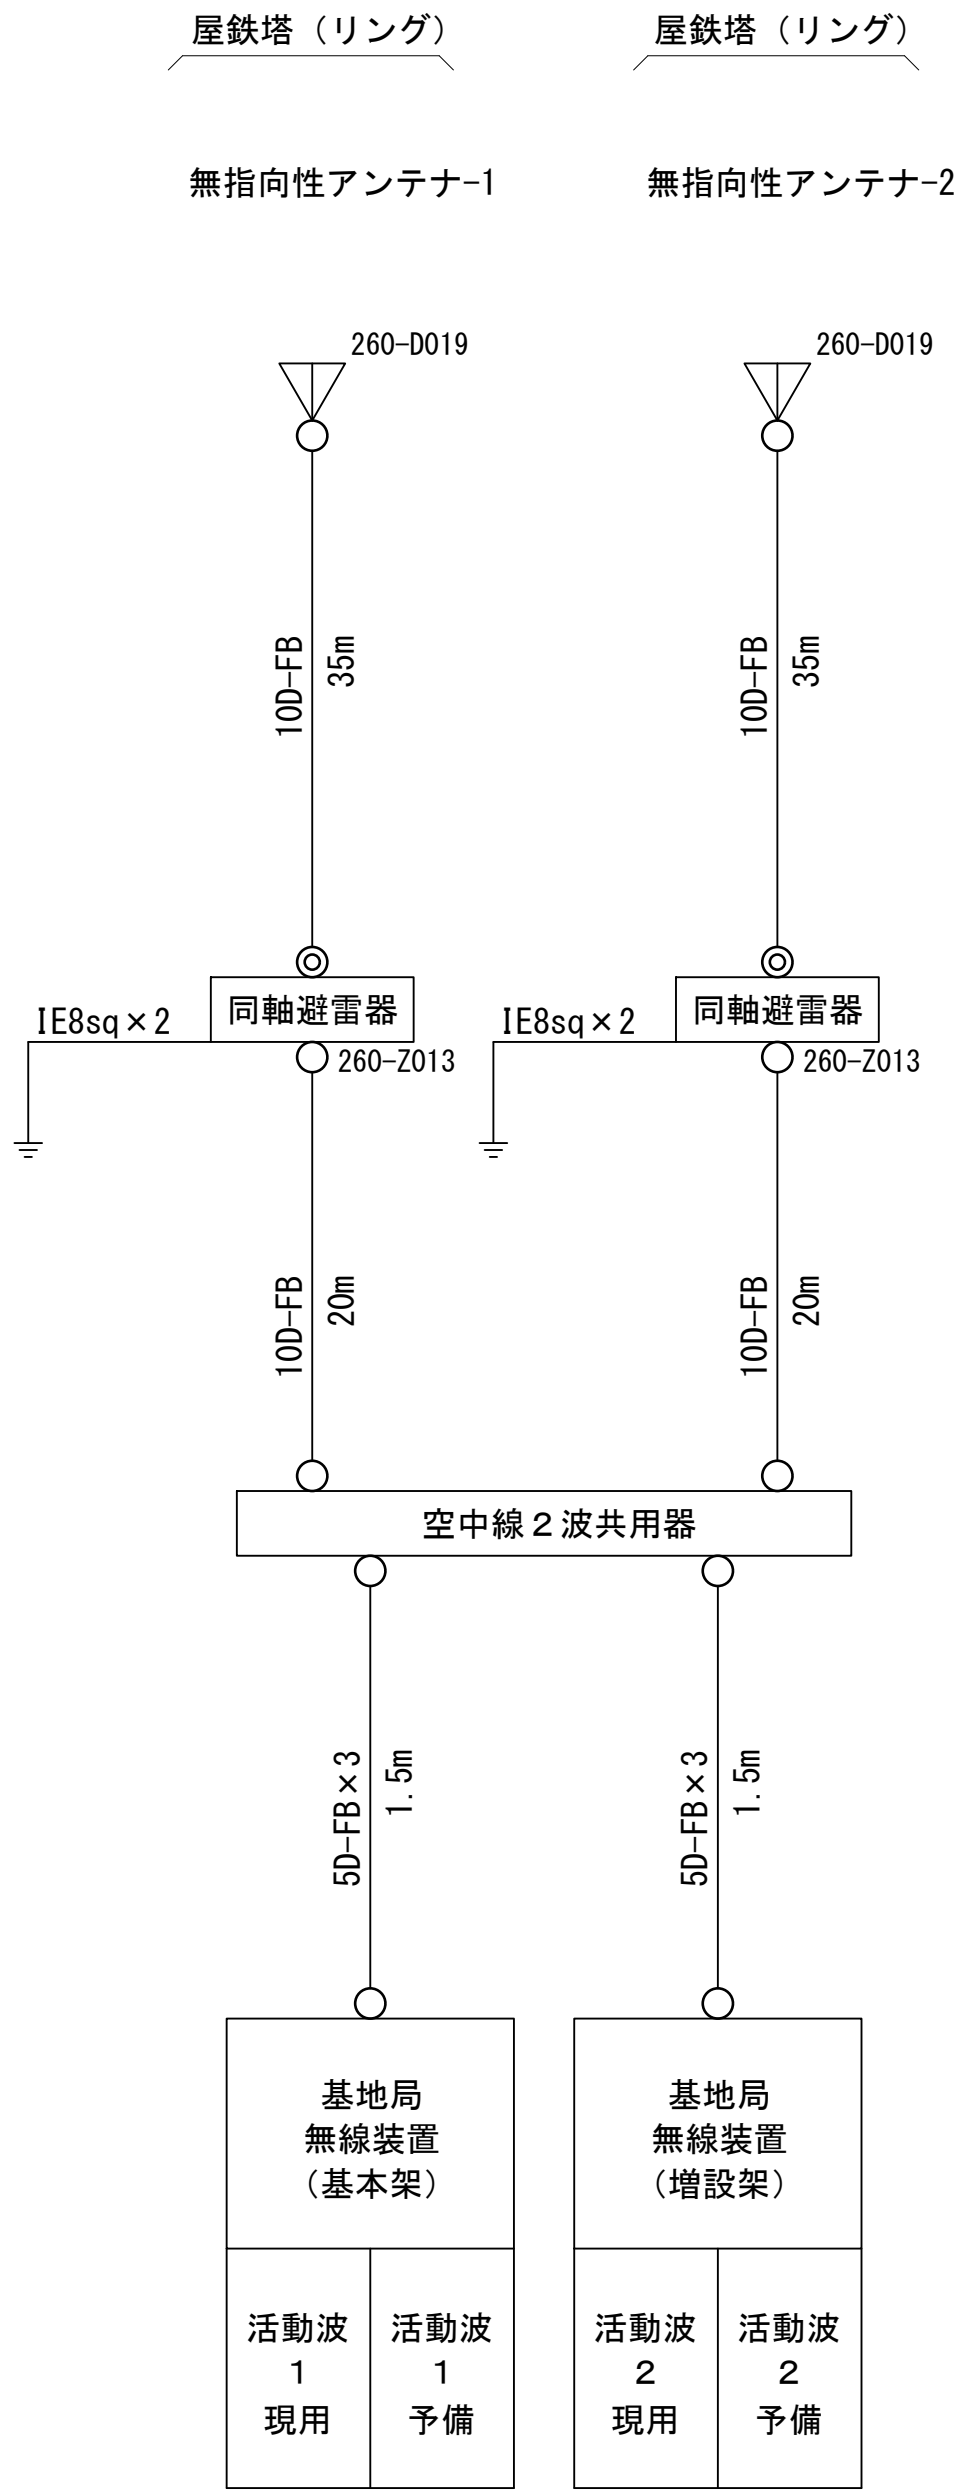 屋鉄塔（リング）
屋鉄塔（リング）
無指向性アンテナ-1
無指向性アンテナ-2
260-D019
260-D019
10D-FB
35m
10D-FB
35m
IE8sq×2
同軸避雷器
IE8sq×2
同軸避雷器
260-Z013
260-Z013
10D-FB
20m
10D-FB
20m
空中線２波共用器
5D-FB×3
1.5m
5D-FB×3
1.5m
基地局
無線装置
（基本架）
基地局
無線装置
（増設架）
活動波
１
現用
活動波
１
予備
活動波
２
現用
活動波
２
予備